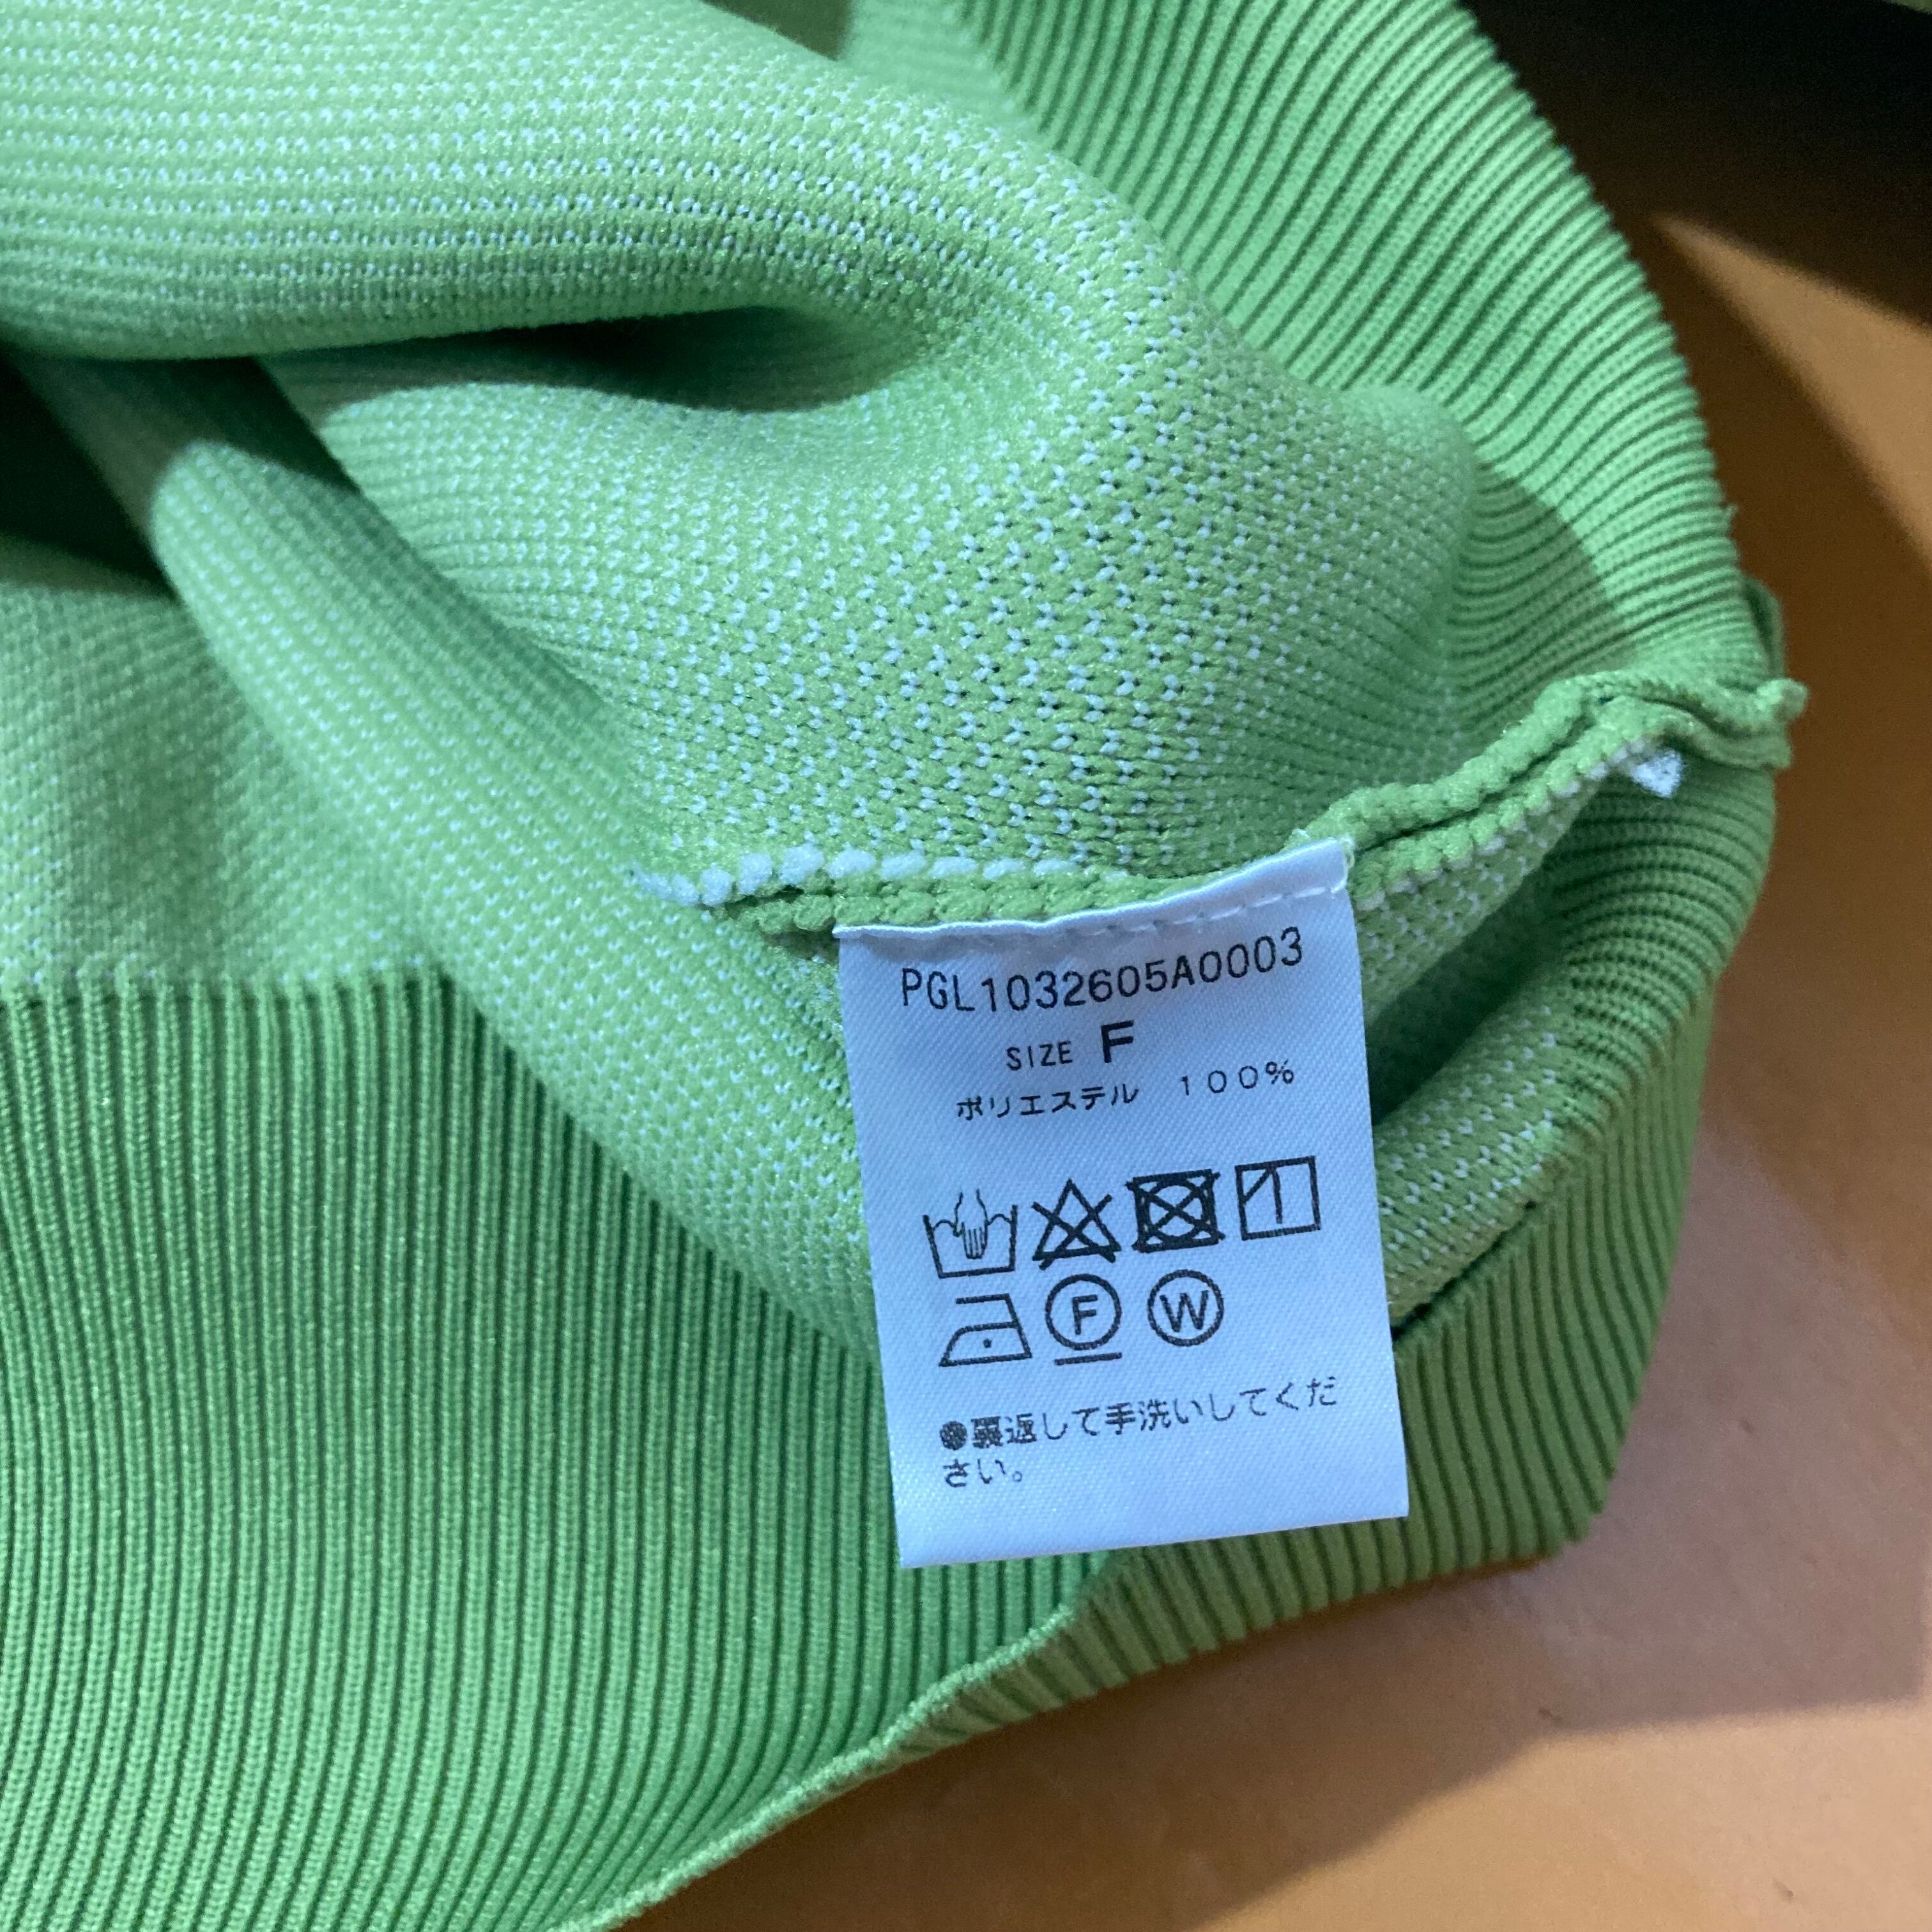 PGL1032605A0003
SIZE F
ポリエステル 100%
F W
●裏返して手洗いしてくだ
さい。